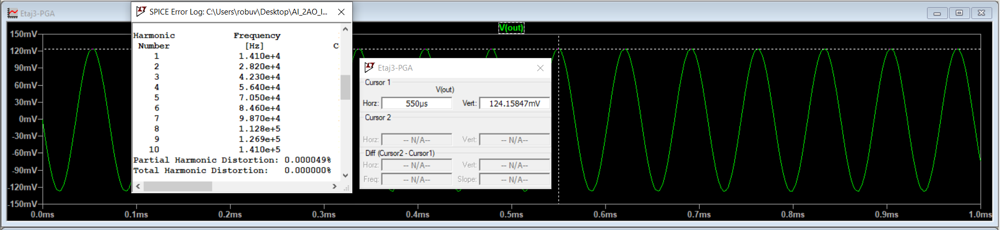 Etaj3-PGA
SPICE Error Log: C:\Users\robuv\Desktop\AI_2AO_I...
V(out)
150mV
120mV
90mV
60mV
30mV
0mV
-30mV
-60mV
-90mV
-120mV
-150mV
Harmonic Frequency
Number [Hz] C
1 1.410e+4
2 2.820e+4
3 4.230e+4
4 5.640e+4
5 7.050e+4
6 8.460e+4
7 9.870e+4
8 1.128e+5
9 1.269e+5
10 1.410e+5
Partial Harmonic Distortion: 0.000049%
Total Harmonic Distortion: 0.000000%
Etaj3-PGA
Cursor 1
V(out)
Horz: 550µs Vert: 124.15847mV
Cursor 2
Horz: -- N/A-- Vert: -- N/A--
Diff (Cursor2 - Cursor1)
Horz: -- N/A-- Vert: -- N/A--
Freq: -- N/A-- Slope: -- N/A--
0.0ms 0.1ms 0.2ms 0.3ms 0.4ms 0.5ms 0.6ms 0.7ms 0.8ms 0.9ms 1.0ms